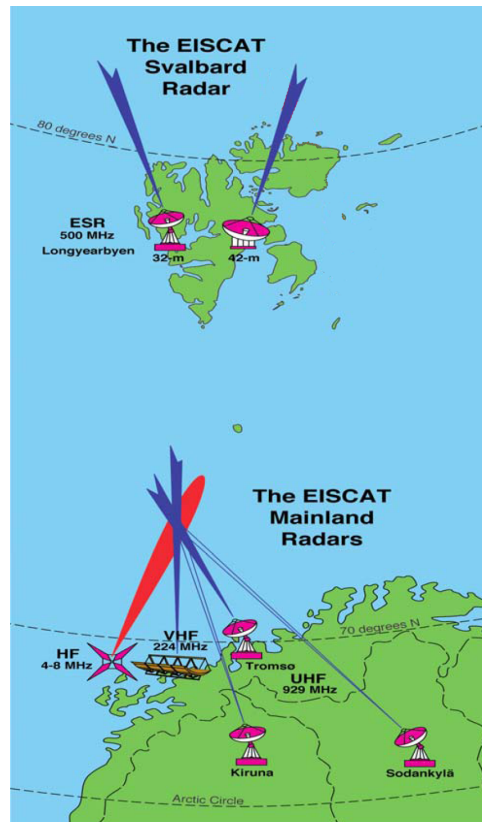 The EISCAT
Svalbard
Radar
80 degrees N
ESR
500 MHz
Longyearbyen
32-m
42-m
The EISCAT
Mainland
Radars
70 degrees N
VHF
224 MHz
HF
4-8 MHz
Tromsø
UHF
929 MHz
Kiruna
Sodankylä
Arctic Circle